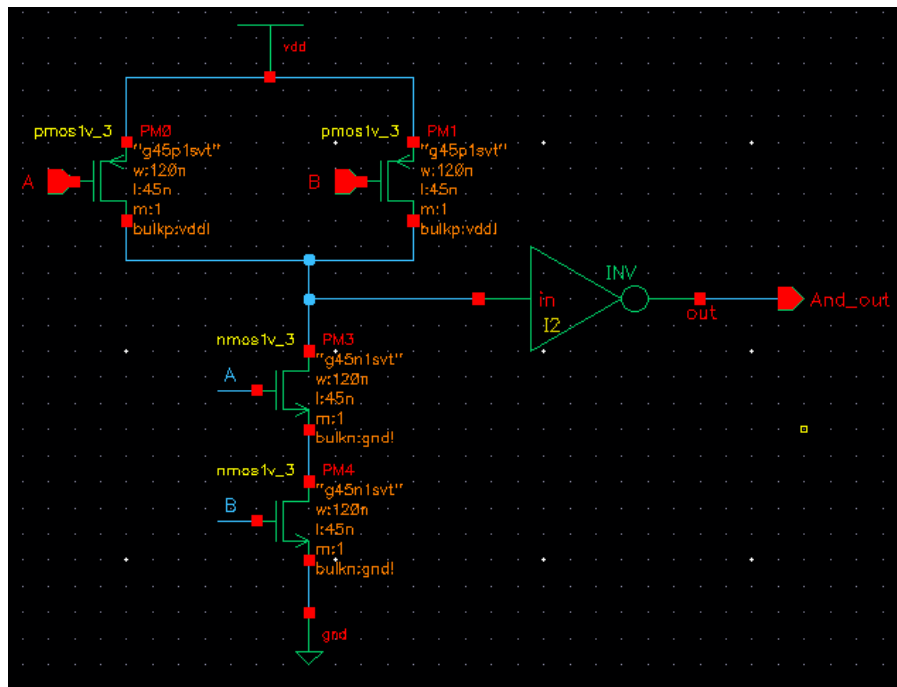 vdd
pmos1v_3 PM0
"g45p1svt"
A w:120n
l:45n
m:1
bulkp:vdd!
pmos1v_3 PM1
"g45p1svt"
B w:120n
l:45n
m:1
bulkp:vdd!
INV
in
I2
out
And_out
nmos1v_3 PM3
"g45n1svt"
A w:120n
l:45n
m:1
bulkn:gnd!
nmos1v_3 PM4
"g45n1svt"
B w:120n
l:45n
m:1
bulkn:gnd!
gnd